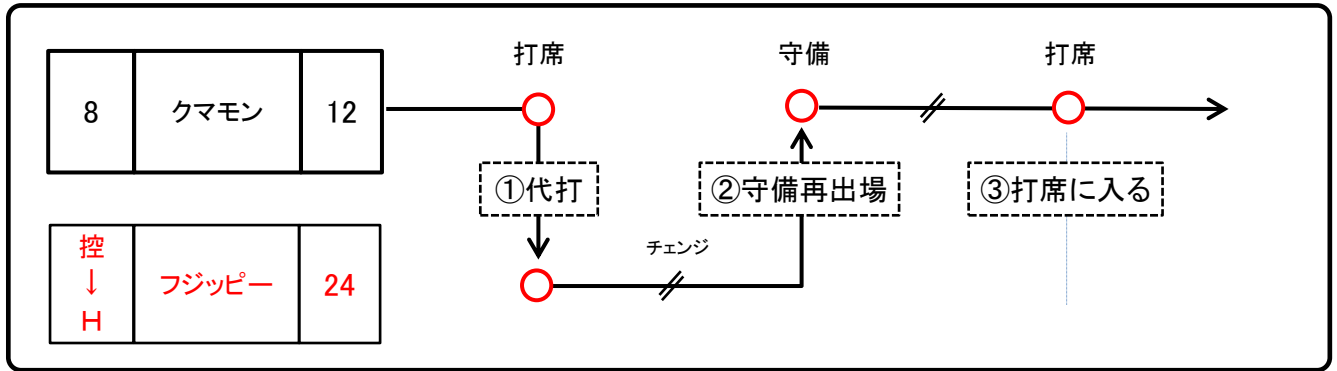 打席
守備
打席
8
クマモン
12
①代打
②守備再出場
③打席に入る
控
↓
H
フジッピー
24
チェンジ